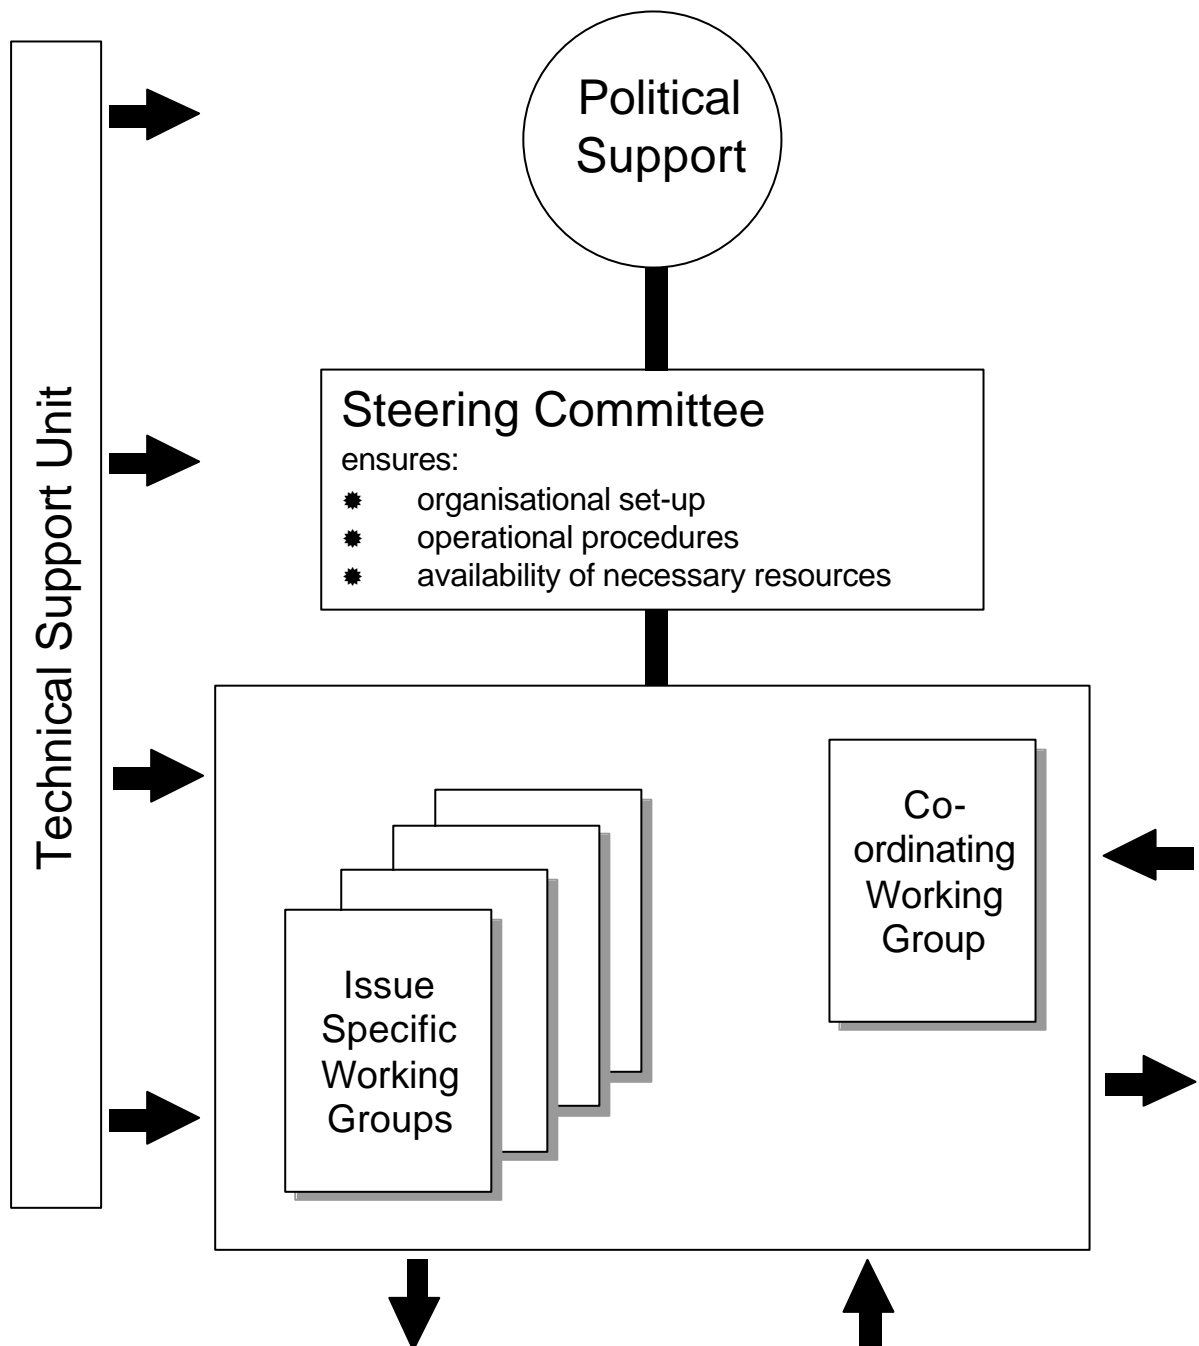 Political
Support
Technical Support Unit
Steering Committee
ensures:
organisational set-up
operational procedures
availability of necessary resources
Co-
ordinating
Working
Group
Issue
Specific
Working
Groups